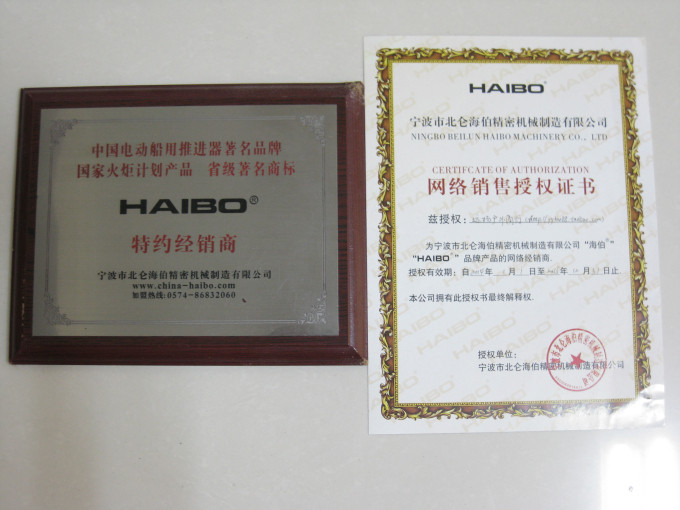 中国电动船用推进器著名品牌
国家火炬计划产品 省级著名商标
HAIBO®
特约经销商
宁波市北仑海伯精密机械制造有限公司
www.china-haibo.com
加盟热线:0574-86832060
HAIBO®
宁波市北仑海伯精密机械制造有限公司
NINGBO BEILUN HAIBO MACHINERY CO., LTD
CERTIFCATE OF AUTHORIZATION
网络销售授权证书
兹授权:
为宁波市北仑海伯精密机械制造有限公司“海伯®”
“HAIBO®”品牌产品的网络经销商.
授权有效期:自 年 月 日至 年 月 日止
本公司拥有此授权书最终解释权.
授权单位:
宁波市北仑海伯精密机械制造有限公司